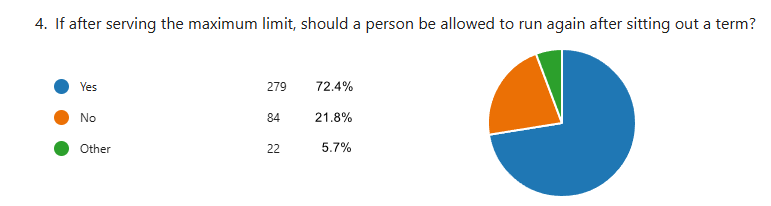 4. If after serving the maximum limit, should a person be allowed to run again after sitting out a term?
Yes 279 72.4%
No 84 21.8%
Other 22 5.7%